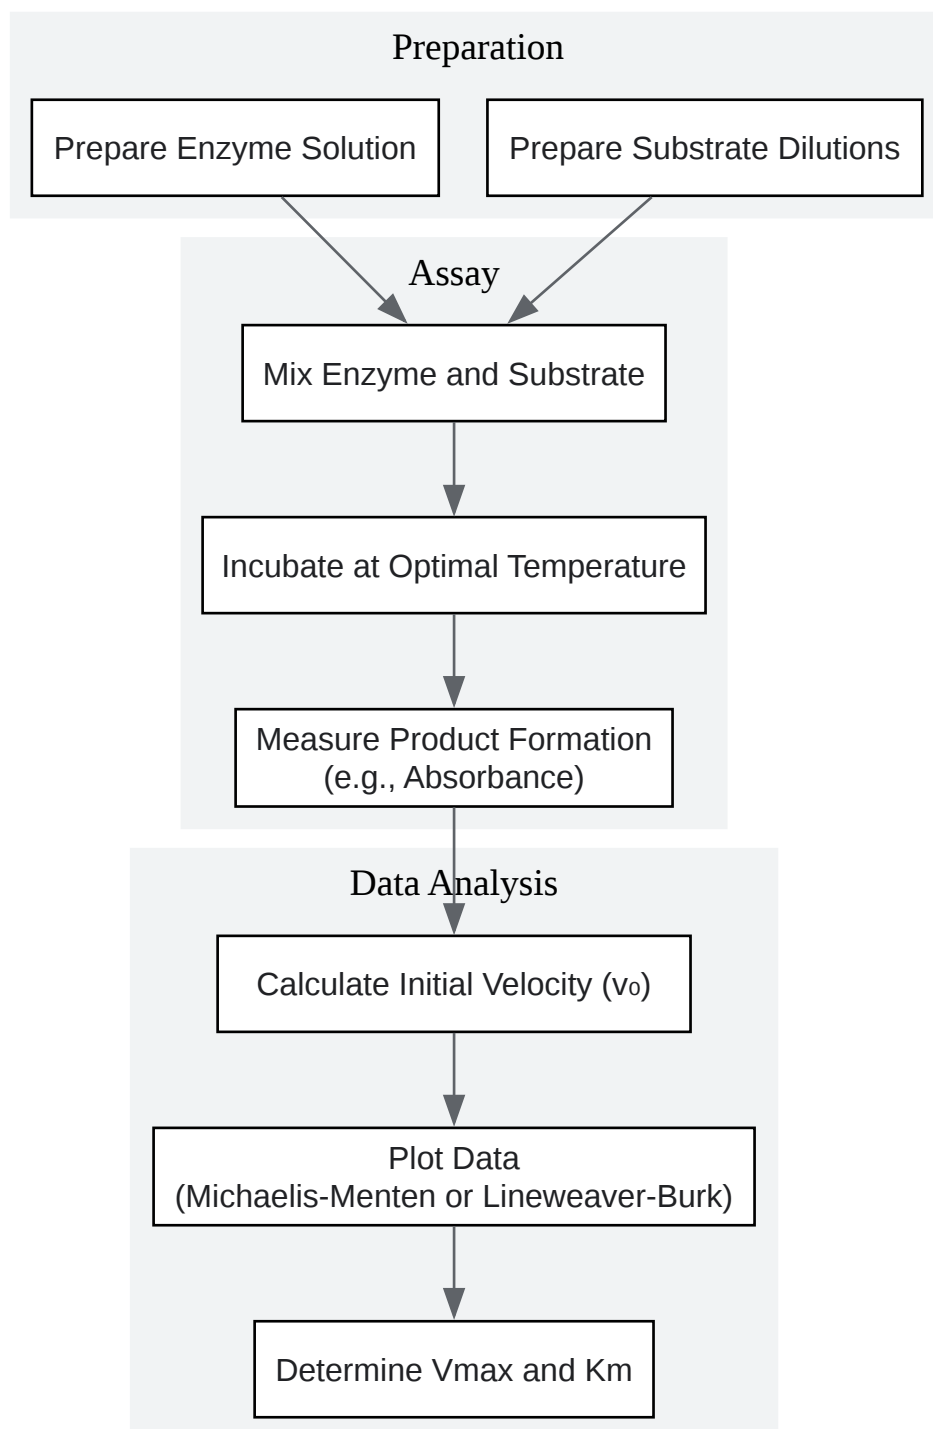 Preparation
Prepare Enzyme Solution
Prepare Substrate Dilutions
Assay
Mix Enzyme and Substrate
Incubate at Optimal Temperature
Measure Product Formation
(e.g., Absorbance)
Data Analysis
Calculate Initial Velocity (v₀)
Plot Data
(Michaelis-Menten or Lineweaver-Burk)
Determine Vmax and Km